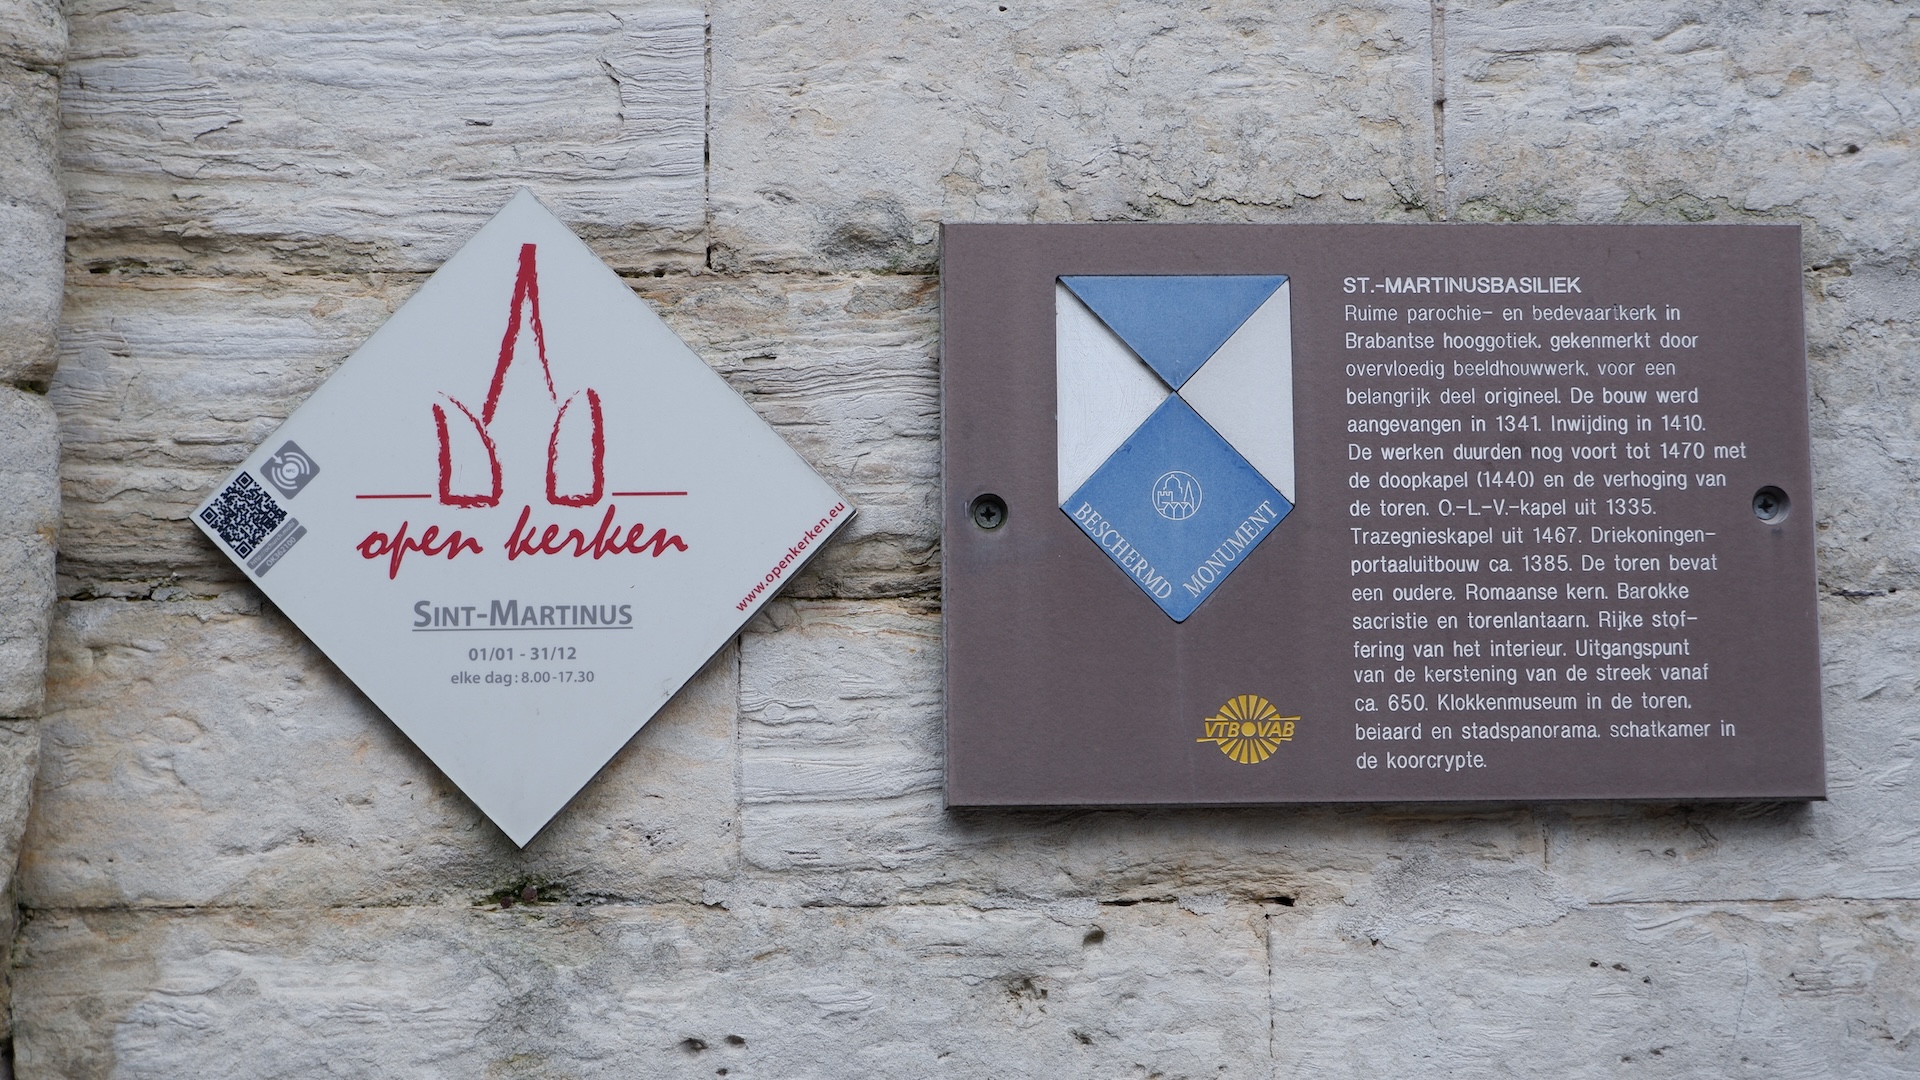 open kerken
www.openkerken.eu
SINT-MARTINUS
01/01 - 31/12
elke dag: 8.00-17.30
BESCHERMD MONUMENT
VTB VAB
ST.-MARTINUSBASILIEK
Ruime parochie- en bedevaartkerk in
Brabantse hooggotiek, gekenmerkt door
overvloedig beeldhouwwerk, voor een
belangrijk deel origineel. De bouw werd
aangevangen in 1341. Inwijding in 1410.
De werken duurden nog voort tot 1470 met
de doopkapel (1440) en de verhoging van
de toren. O.-L.-V.-kapel uit 1335.
Trazegnieskapel uit 1467. Driekoningen-
portaaluitbouw ca. 1385. De toren bevat
een oudere, Romaanse kern. Barokke
sacristie en torenlantaarn. Rijke stof-
fering van het interieur. Uitgangspunt
van de kerstening van de streek vanaf
ca. 650. Klokkenmuseum in de toren,
beiaard en stadspanorama, schatkamer in
de koorcrypte.